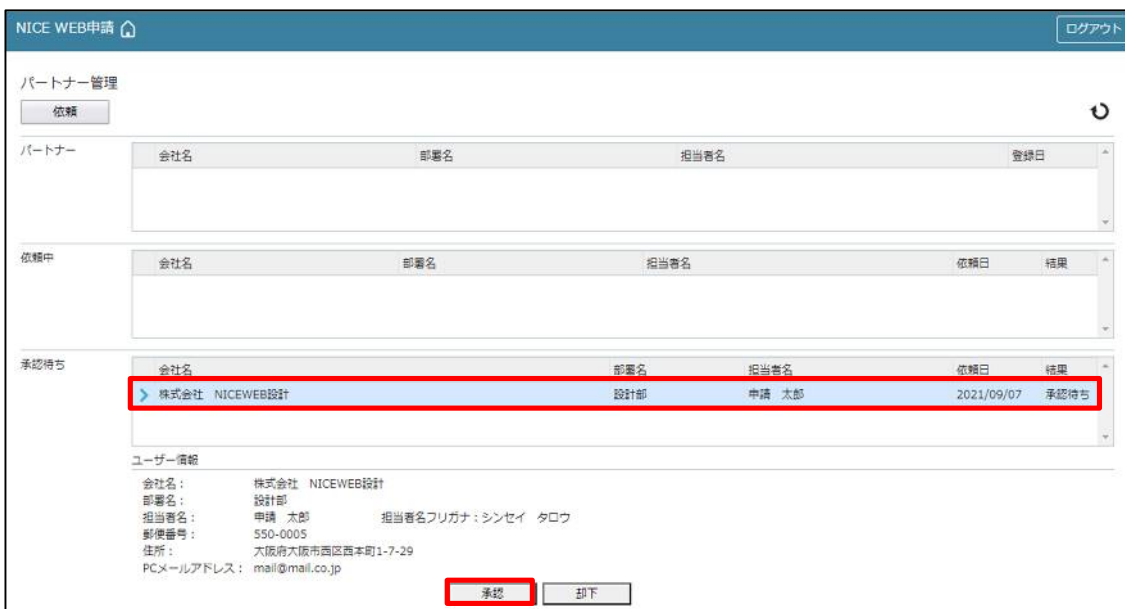 NICE WEB申請 ログアウト
パートナー管理
依頼
パートナー 会社名 部署名 担当者名 登録日
依頼中 会社名 部署名 担当者名 依頼日 結果
承認待ち 会社名 部署名 担当者名 依頼日 結果
株式会社 NICEWEB設計 設計部 申請 太郎 2021/09/07 承認待ち
ユーザー情報
会社名: 株式会社 NICEWEB設計
部署名: 設計部
担当者名: 申請 太郎 担当者名フリガナ:シンセイ タロウ
郵便番号: 550-0005
住所: 大阪府大阪市西区西本町1-7-29
PCメールアドレス: mail@mail.co.jp
承認 却下